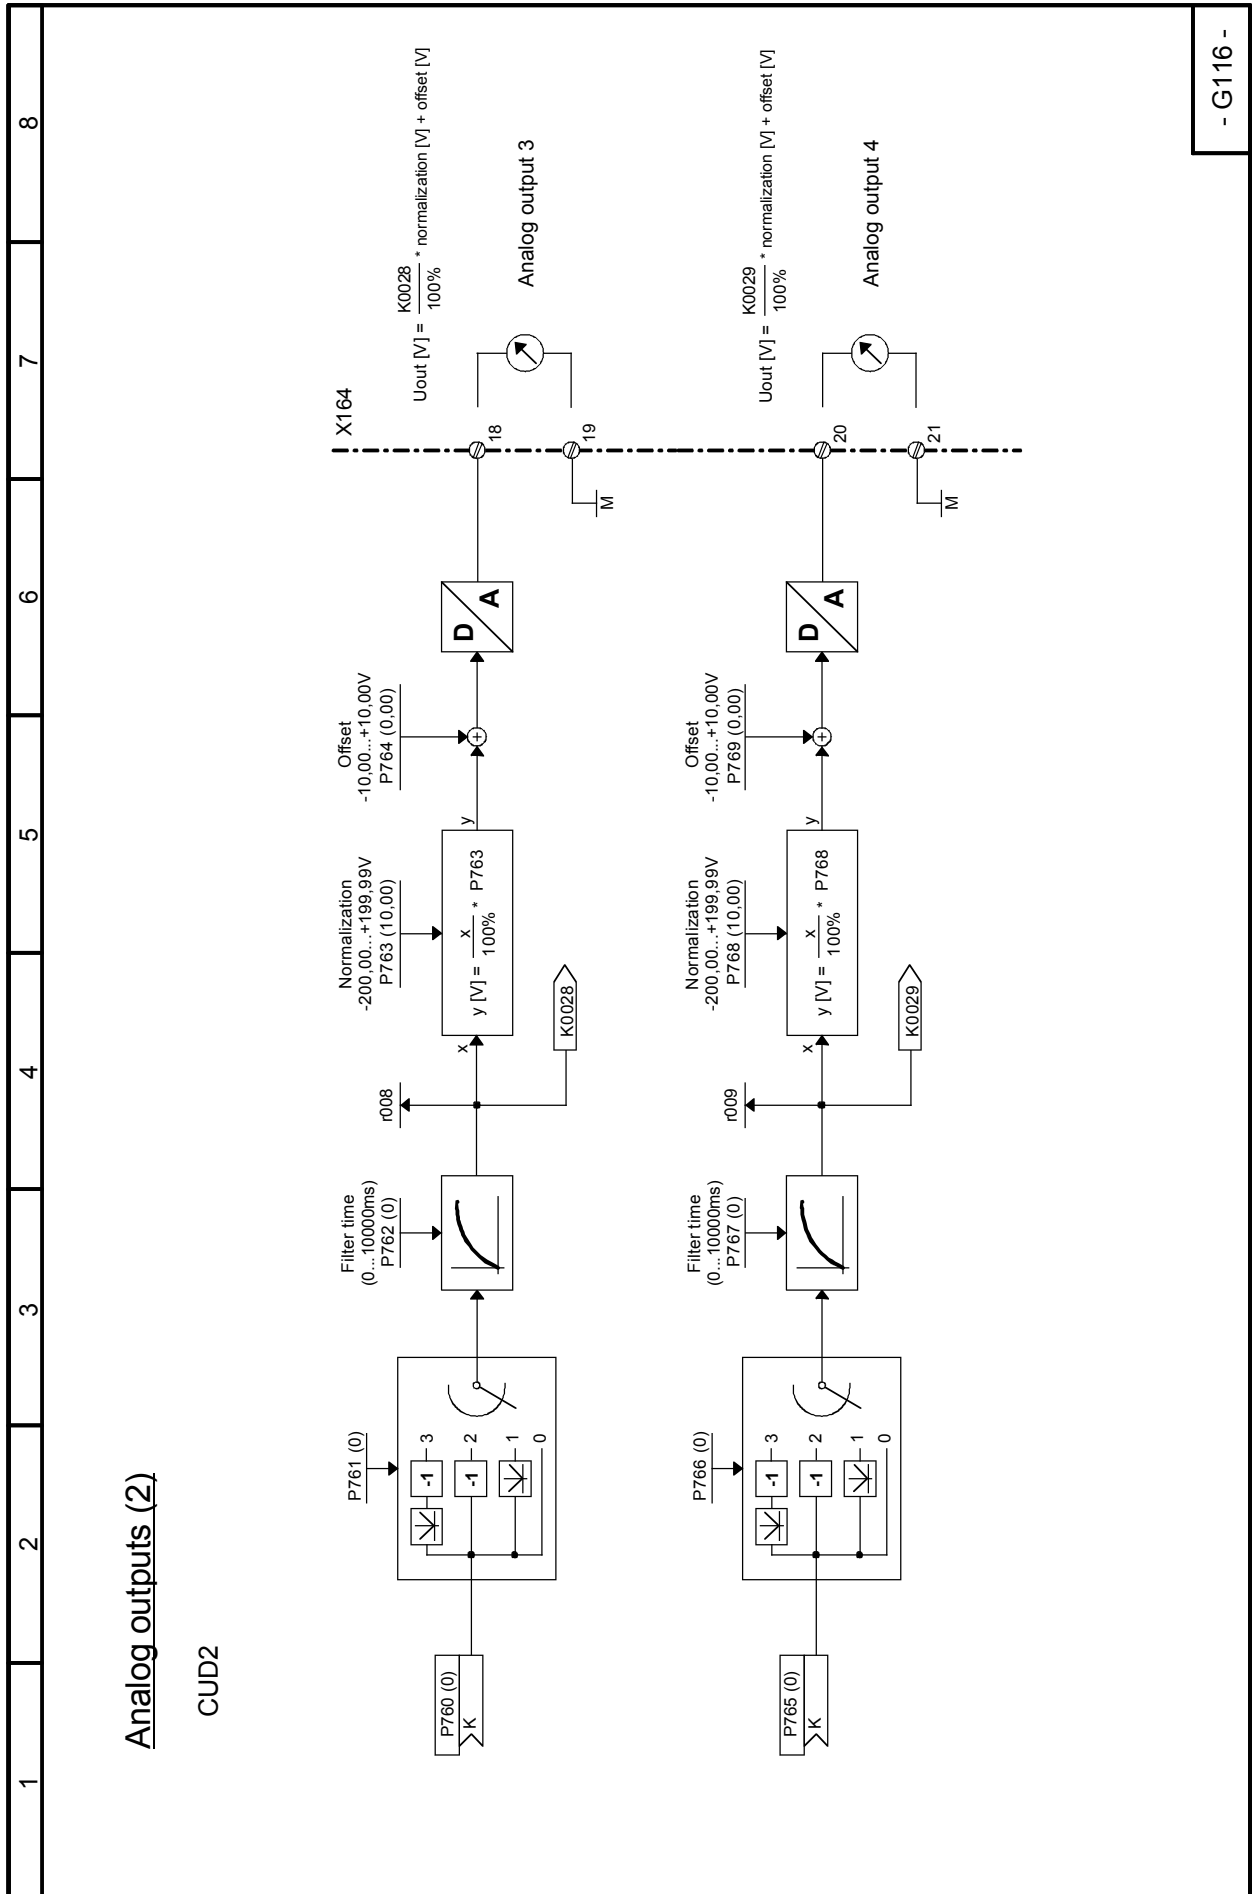 1 2 3 4 5 6 7 8
Analog outputs (2)
CUD2
P760 (0)
K
P761 (0)
-1 3
-1 2
1
0
Filter time
(0...10000ms)
P762 (0)
r008
K0028
Normalization
-200,00...+199,99V
P763 (10,00)
x
y [V] = x / 100% * P763
y
Offset
-10,00...+10,00V
P764 (0,00)
D
A
X164
18
19
M
Uout [V] = K0028 / 100% * normalization [V] + offset [V]
Analog output 3
P765 (0)
K
P766 (0)
-1 3
-1 2
1
0
Filter time
(0...10000ms)
P767 (0)
r009
K0029
Normalization
-200,00...+199,99V
P768 (10,00)
x
y [V] = x / 100% * P768
y
Offset
-10,00...+10,00V
P769 (0,00)
D
A
20
21
M
Uout [V] = K0029 / 100% * normalization [V] + offset [V]
Analog output 4
- G116 -